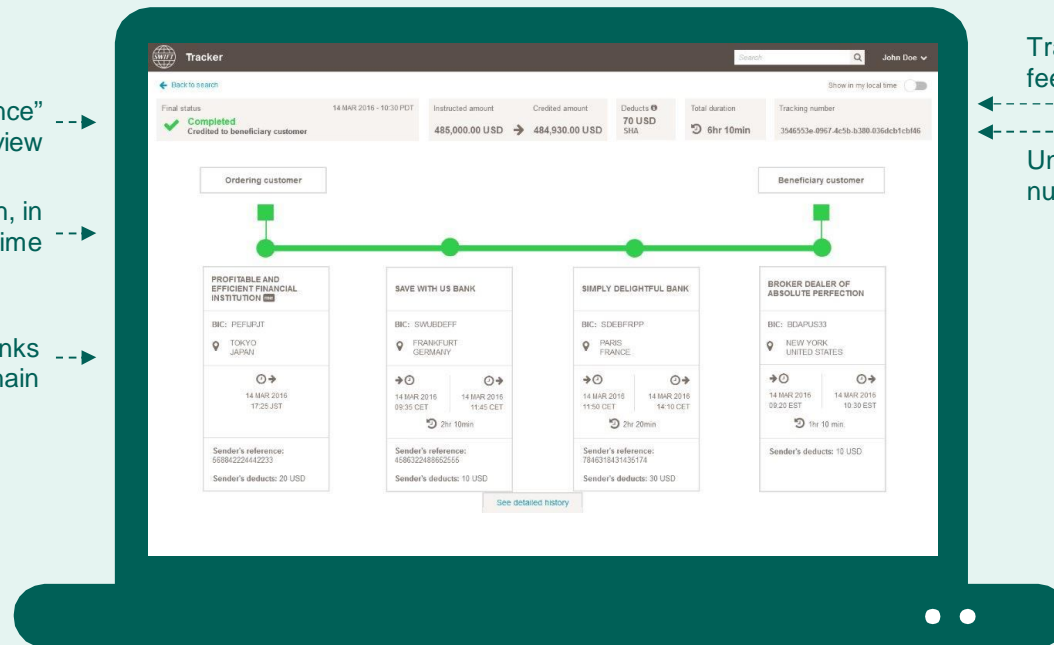 nce”
view
n, in
time
nks
hain
Tra
fee
Un
nu
SWIFT Tracker Search John Doe
Back to search Show in my local time
Final status 14 MAR 2016 - 10:30 PDT Instructed amount Credited amount Deducts Total duration Tracking number
Completed
Credited to beneficiary customer 485,000.00 USD 484,930.00 USD 70 USD SHA 6hr 10min 3546553e-0967-4c5b-b380-036dcb1cbf46
Ordering customer Beneficiary customer
PROFITABLE AND
EFFICIENT FINANCIAL
INSTITUTION
BIC: PEFIJPJT
TOKYO
JAPAN
14 MAR 2016
17:25 JST
Sender's reference:
568842224442233
Sender's deducts: 20 USD
SAVE WITH US BANK
BIC: SWUBDEFF
FRANKFURT
GERMANY
14 MAR 2016 14 MAR 2016
09:35 CET 11:45 CET
2hr 10min
Sender's reference:
4586322488652555
Sender's deducts: 10 USD
SIMPLY DELIGHTFUL BANK
BIC: SDEBFRPP
PARIS
FRANCE
14 MAR 2016 14 MAR 2016
11:50 CET 14:10 CET
2hr 20min
Sender's reference:
7846318431435174
Sender's deducts: 30 USD
BROKER DEALER OF
ABSOLUTE PERFECTION
BIC: BDAPUS33
NEW YORK
UNITED STATES
14 MAR 2016 14 MAR 2016
09:20 EST 10:30 EST
1hr 10 min
Sender's deducts: 10 USD
See detailed history